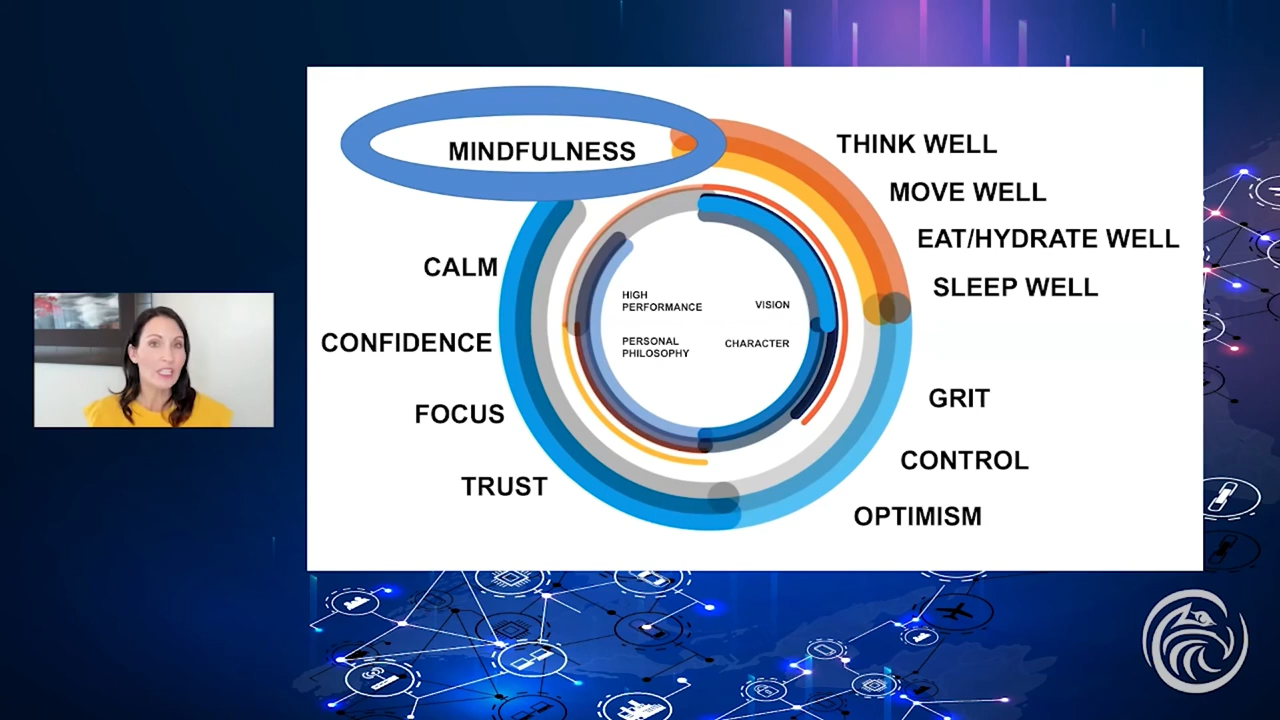 MINDFULNESS
THINK WELL
MOVE WELL
EAT/HYDRATE WELL
SLEEP WELL
CALM
CONFIDENCE
FOCUS
TRUST
HIGH
PERFORMANCE
VISION
PERSONAL
PHILOSOPHY
CHARACTER
GRIT
CONTROL
OPTIMISM